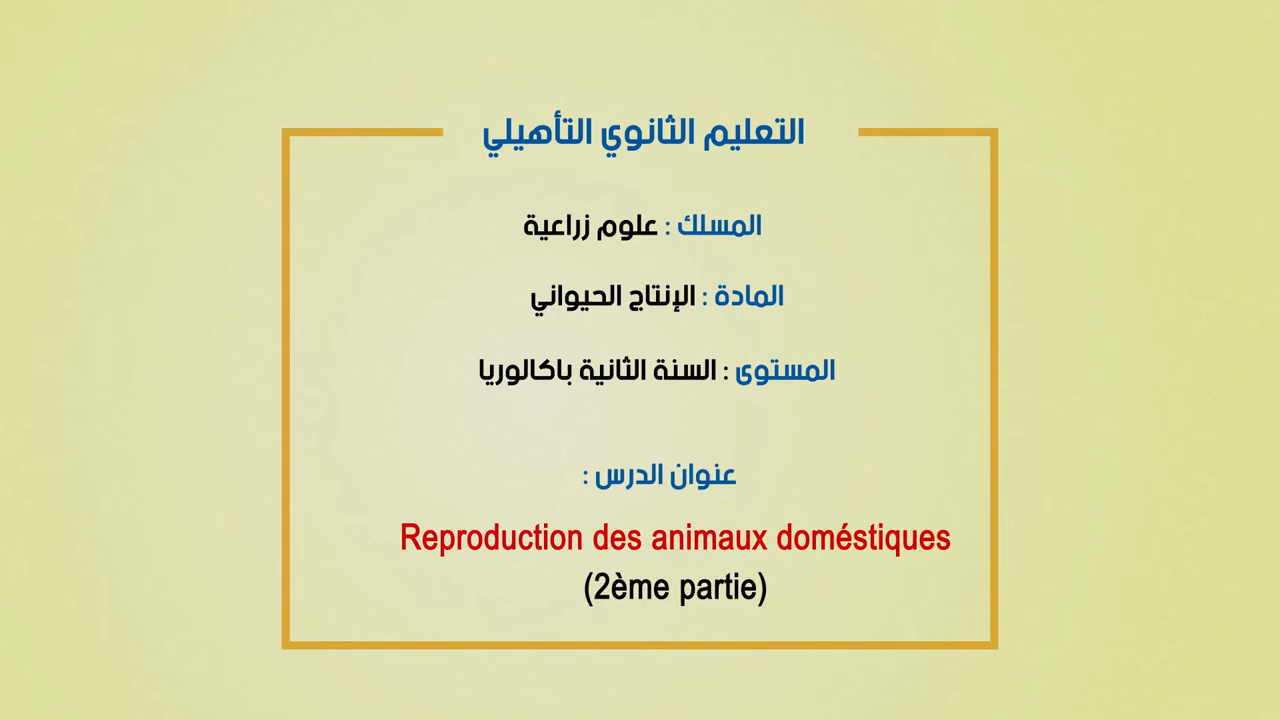 التعليم الثانوي التأهيلي
المسلك : علوم زراعية
المادة : الإنتاج الحيواني
المستوى : السنة الثانية باكالوريا
عنوان الدرس :
Reproduction des animaux doméstiques
(2ème partie)